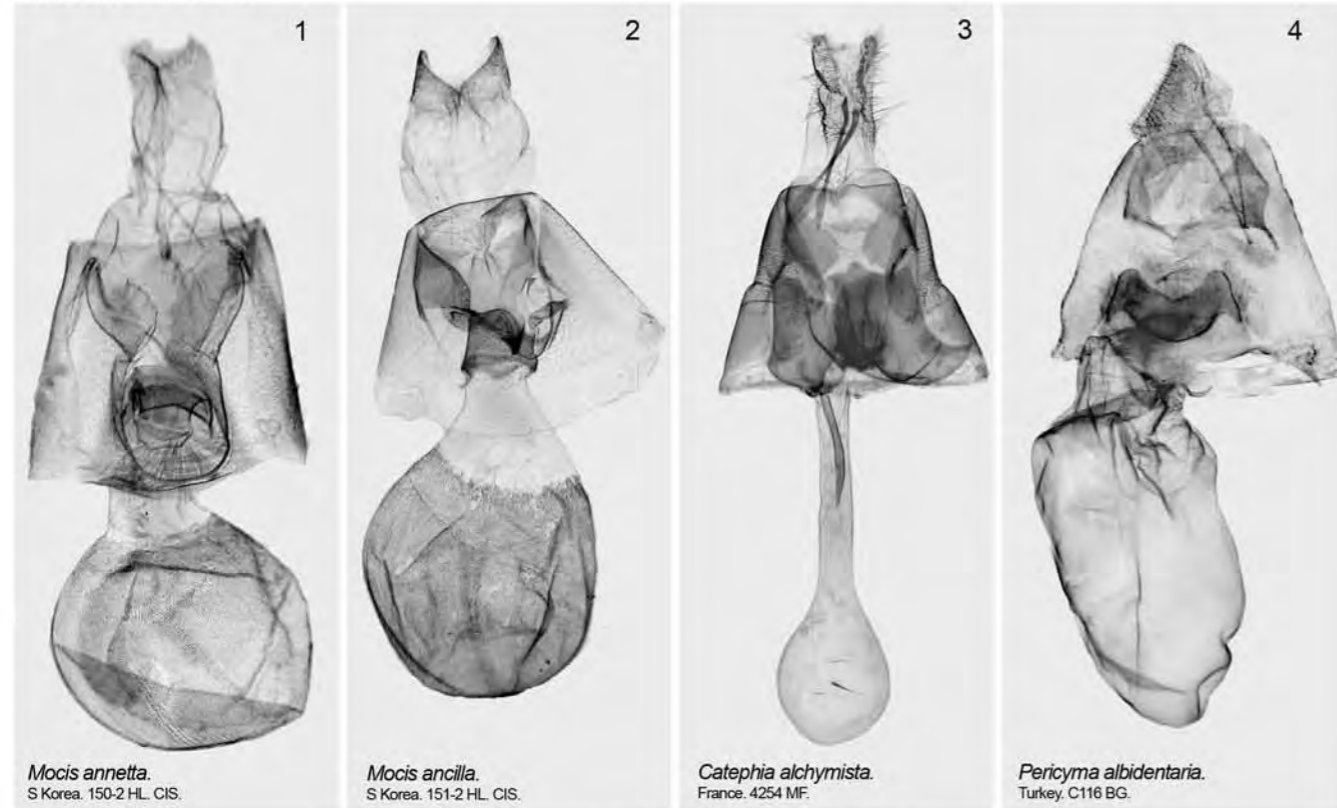 1
Mocis annetta.
S Korea. 150-2 HL. CIS.
2
Mocis ancilla.
S Korea. 151-2 HL. CIS.
3
Catephia alchymista.
France. 4254 MF.
4
Pericyma albidentaria.
Turkey. C116 BG.